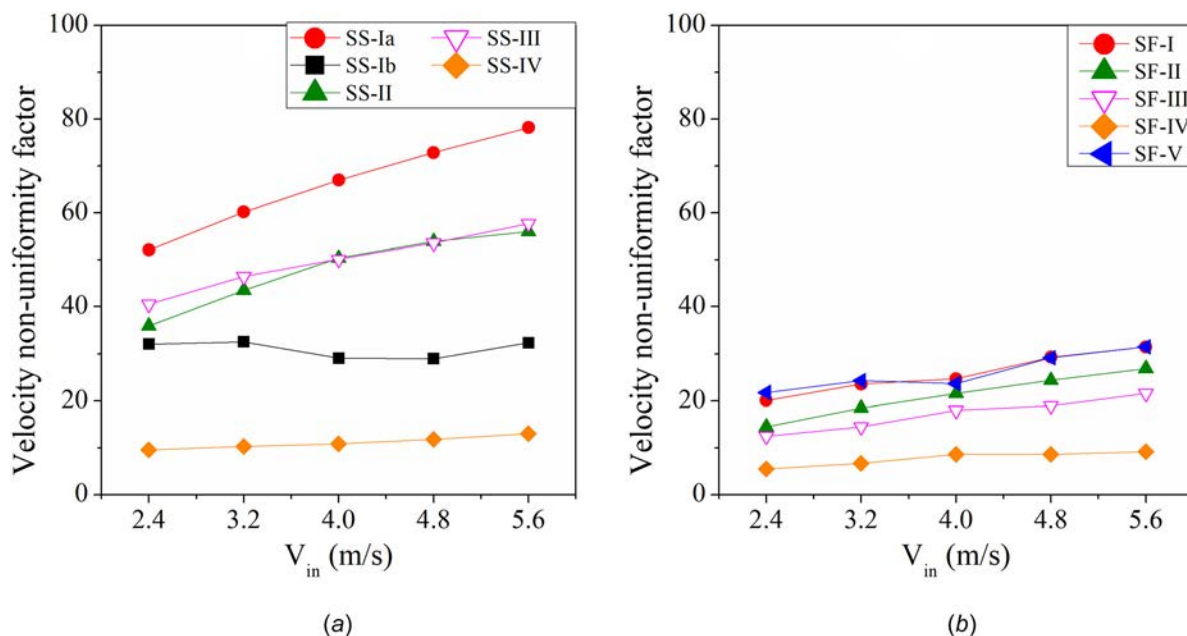 Velocity non-uniformity factor
100
80
60
40
20
0
SS-Ia
SS-Ib
SS-II
SS-III
SS-IV
2.4 3.2 4.0 4.8 5.6
V_in (m/s)
(a)
Velocity non-uniformity factor
100
80
60
40
20
0
SF-I
SF-II
SF-III
SF-IV
SF-V
2.4 3.2 4.0 4.8 5.6
V_in (m/s)
(b)